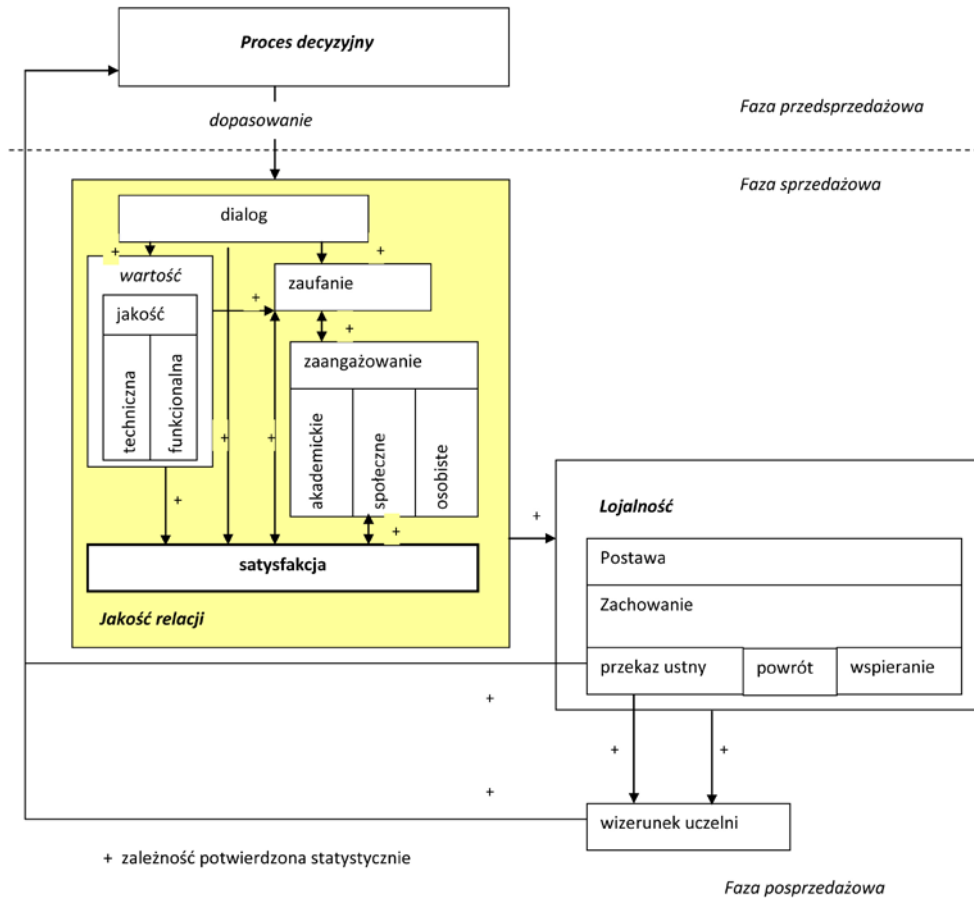 Proces decyzyjny
dopasowanie
Faza przedsprzedażowa
Faza sprzedażowa
dialog
+
+
wartość
zaufanie
+
jakość
+
zaangażowanie
techniczna
funkcjonalna
akademickie
społeczne
osobiste
+
+
+
+
+
satysfakcja
Jakość relacji
Lojalność
Postawa
Zachowanie
przekaz ustny
powrót
wspieranie
+
+
+
+
wizerunek uczelni
+ zależność potwierdzona statystycznie
Faza posprzedażowa